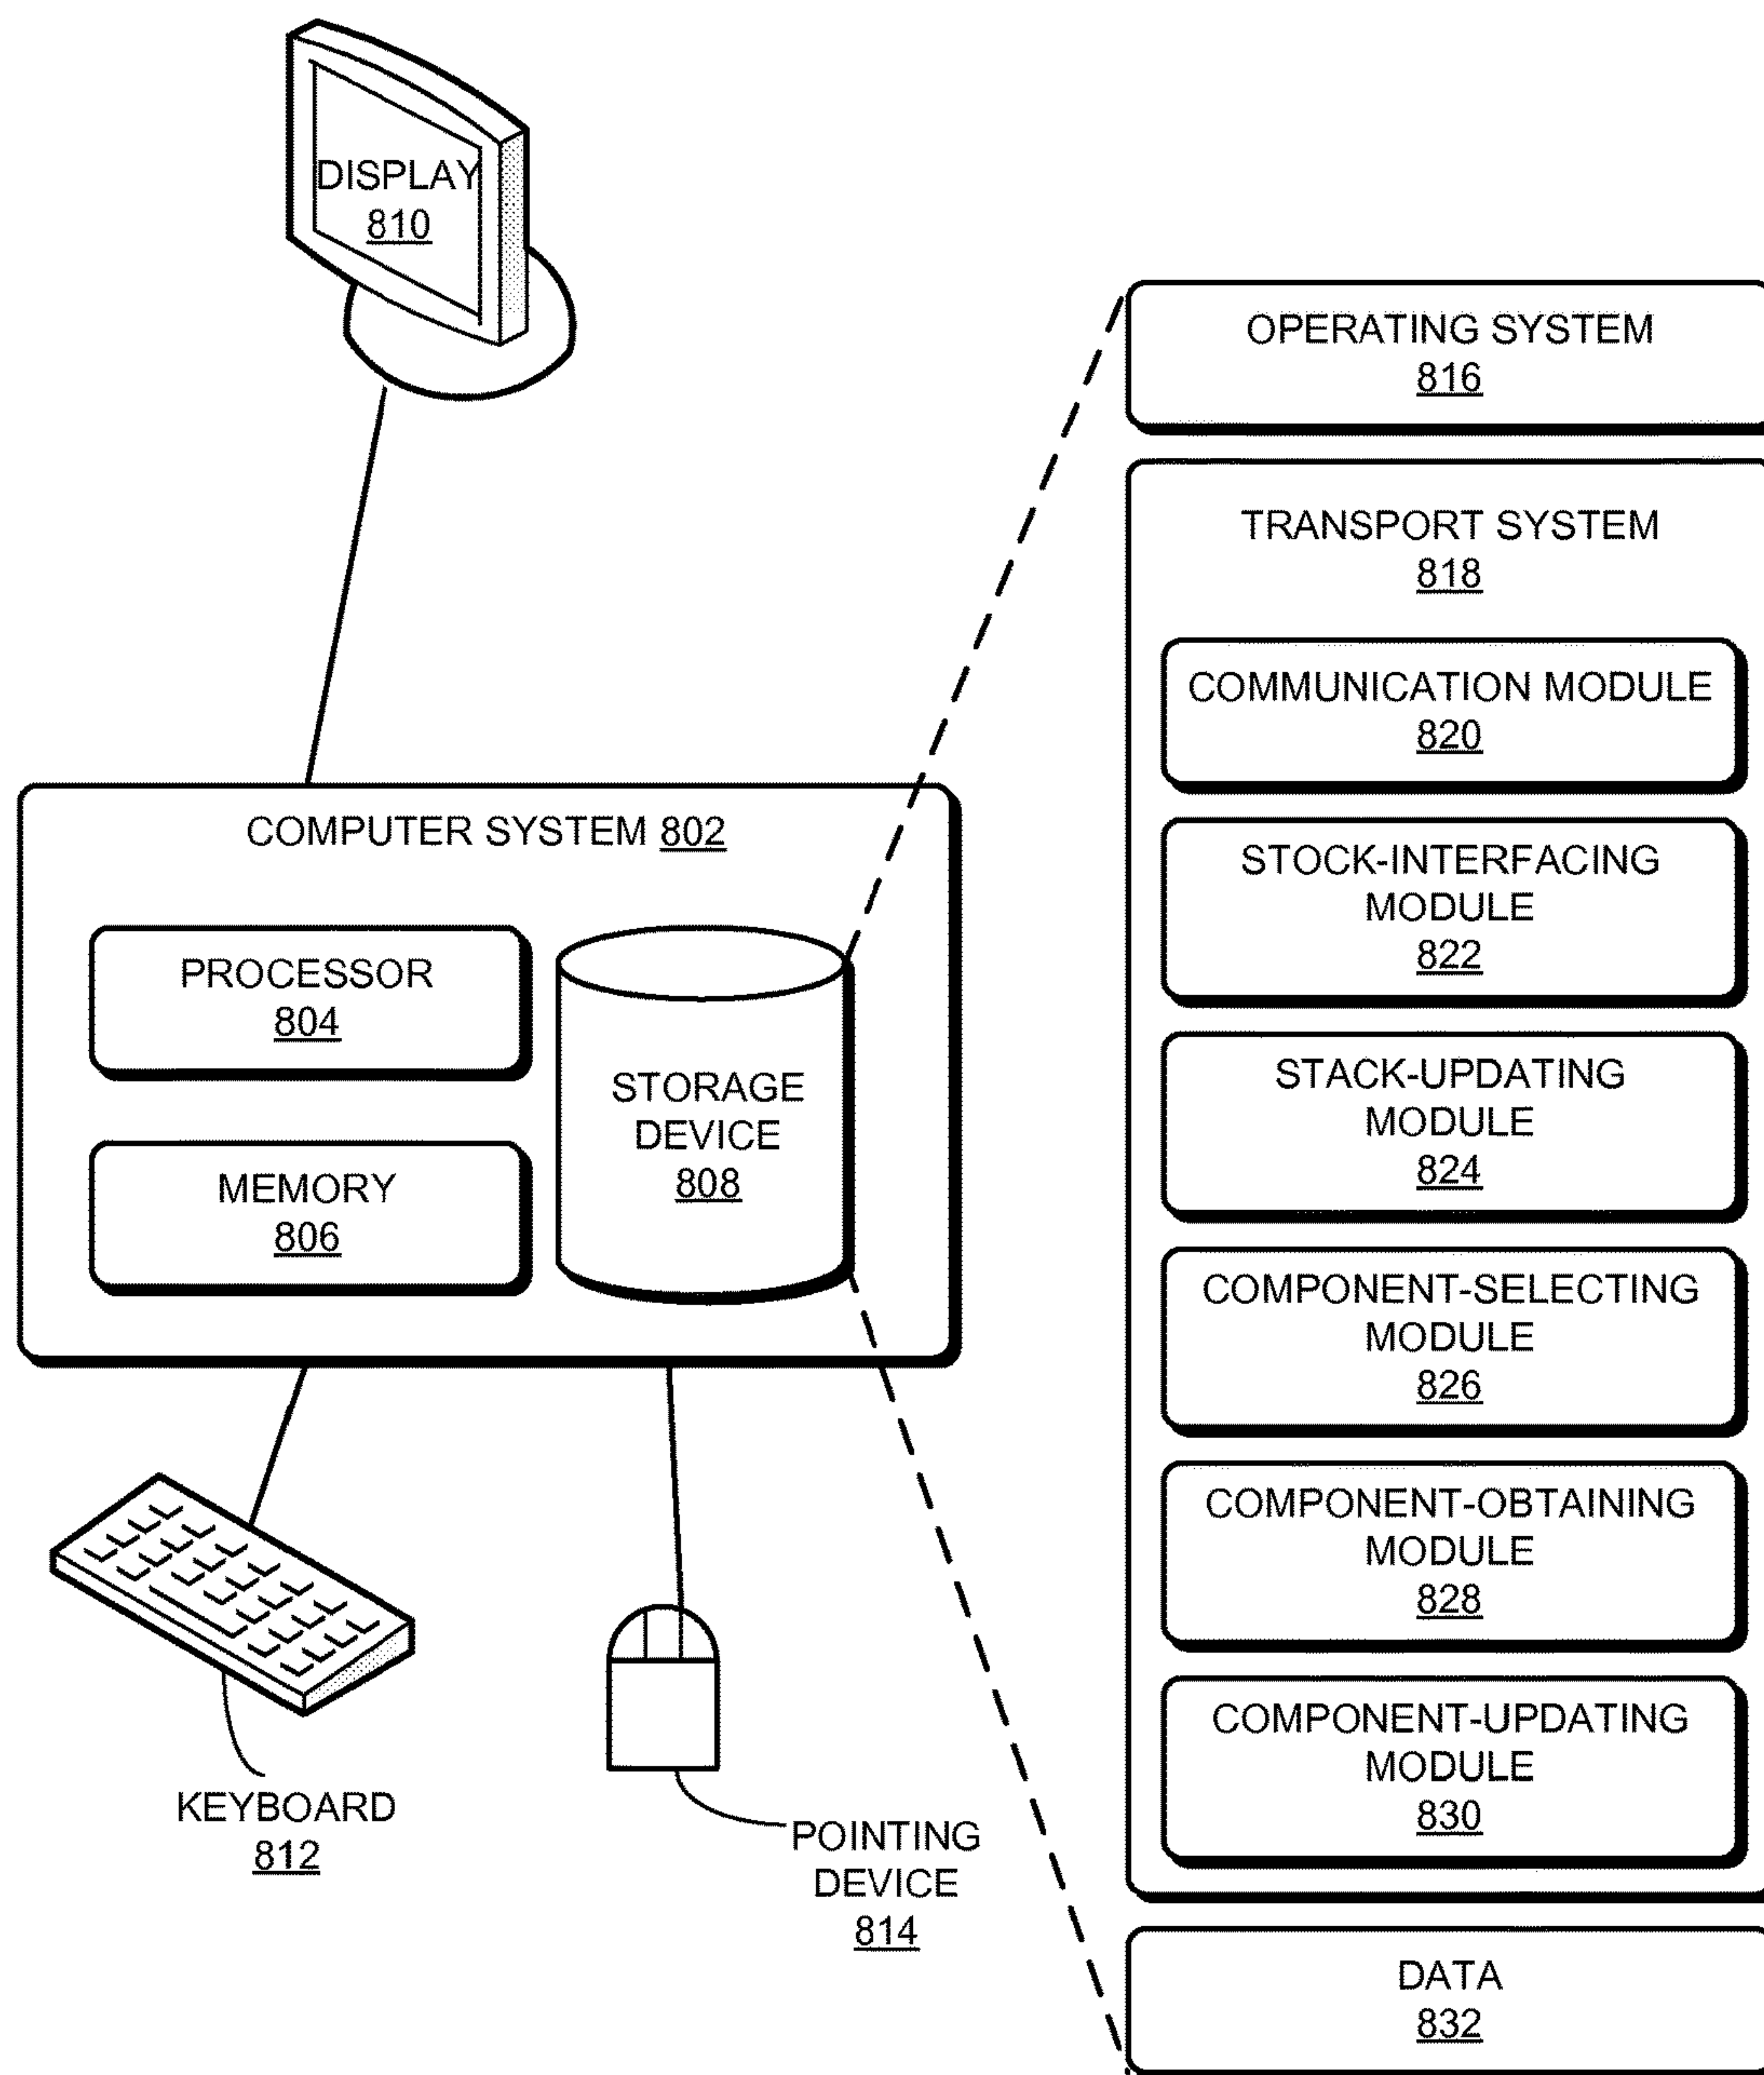 DISPLAY
810
OPERATING SYSTEM
816
TRANSPORT SYSTEM
818
COMMUNICATION MODULE
820
STOCK-INTERFACING
MODULE
822
STACK-UPDATING
MODULE
824
COMPONENT-SELECTING
MODULE
826
COMPONENT-OBTAINING
MODULE
828
COMPONENT-UPDATING
MODULE
830
DATA
832
COMPUTER SYSTEM 802
PROCESSOR
804
MEMORY
806
STORAGE
DEVICE
808
KEYBOARD
812
POINTING
DEVICE
814